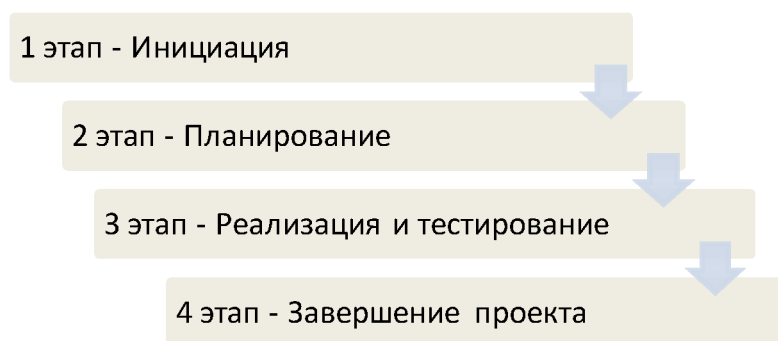 1 этап - Инициация
2 этап - Планирование
3 этап - Реализация и тестирование
4 этап - Завершение проекта